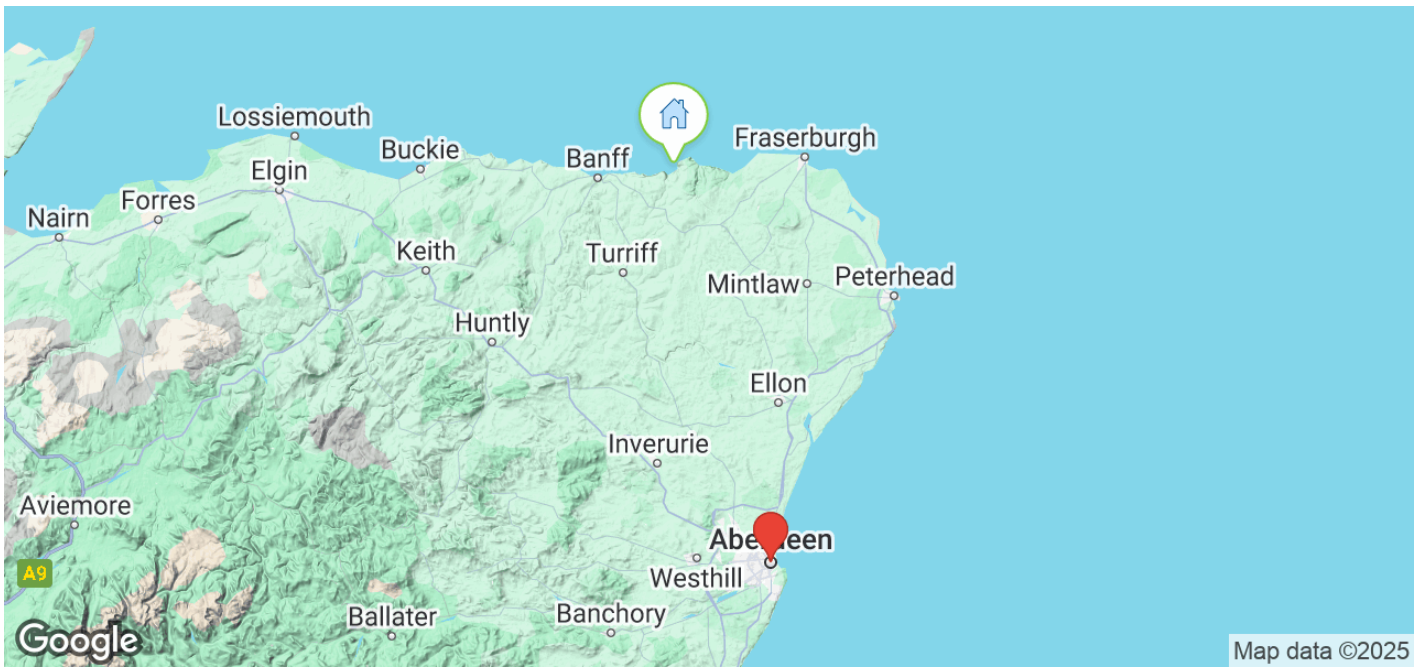 Lossiemouth
Buckie
Banff
Fraserburgh
Elgin
Forres
Nairn
Keith
Turriff
Mintlaw
Peterhead
Huntly
Ellon
Inverurie
Aviemore
Aberdeen
A9
Westhill
Ballater
Banchory
Google
Map data ©2025